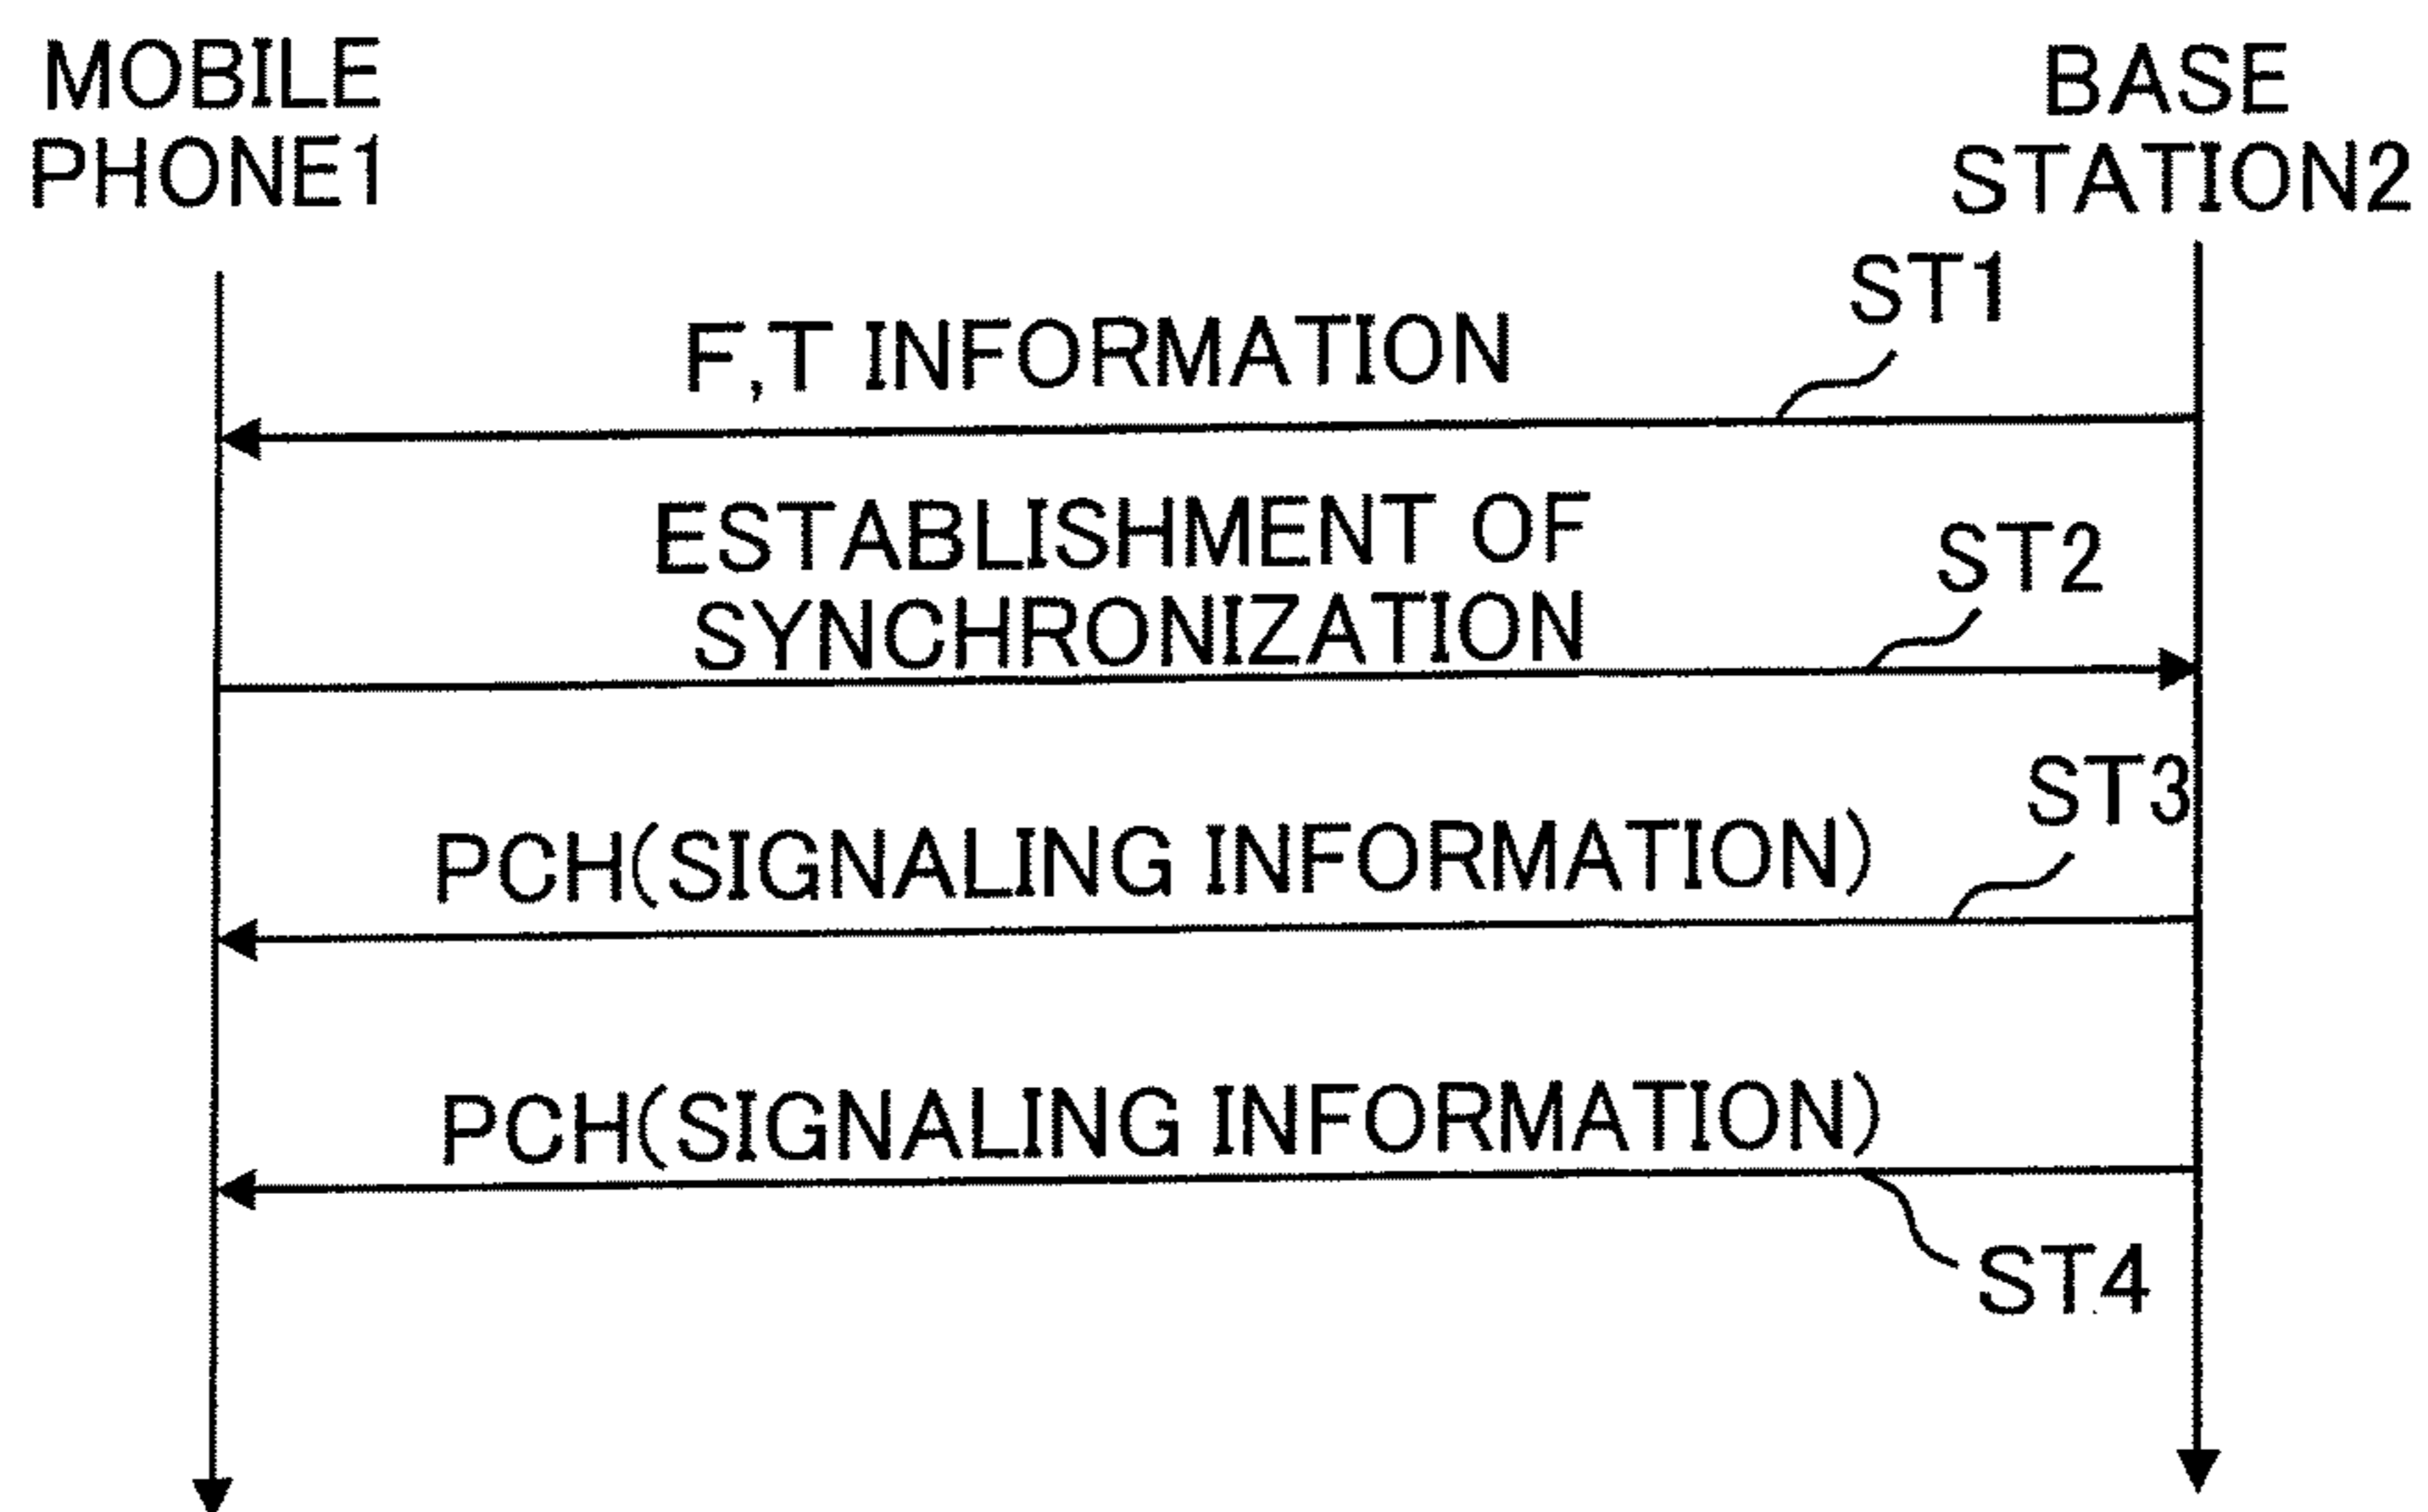 MOBILE
PHONE1
BASE
STATION2
ST1
F,T INFORMATION
ESTABLISHMENT OF
SYNCHRONIZATION
ST2
ST3
PCH(SIGNALING INFORMATION)
PCH(SIGNALING INFORMATION)
ST4